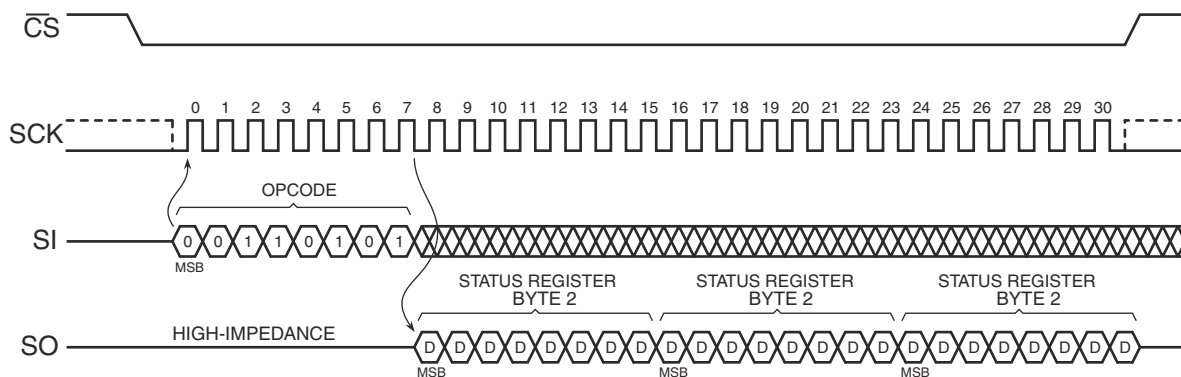 CS
SCK
0 1 2 3 4 5 6 7 8 9 10 11 12 13 14 15 16 17 18 19 20 21 22 23 24 25 26 27 28 29 30
OPCODE
SI
0 0 1 1 0 1 0 1
MSB
STATUS REGISTER
BYTE 2
STATUS REGISTER
BYTE 2
STATUS REGISTER
BYTE 2
SO
HIGH-IMPEDANCE
D D D D D D D D D D D D D D D D D D D D D D D D
MSB MSB MSB